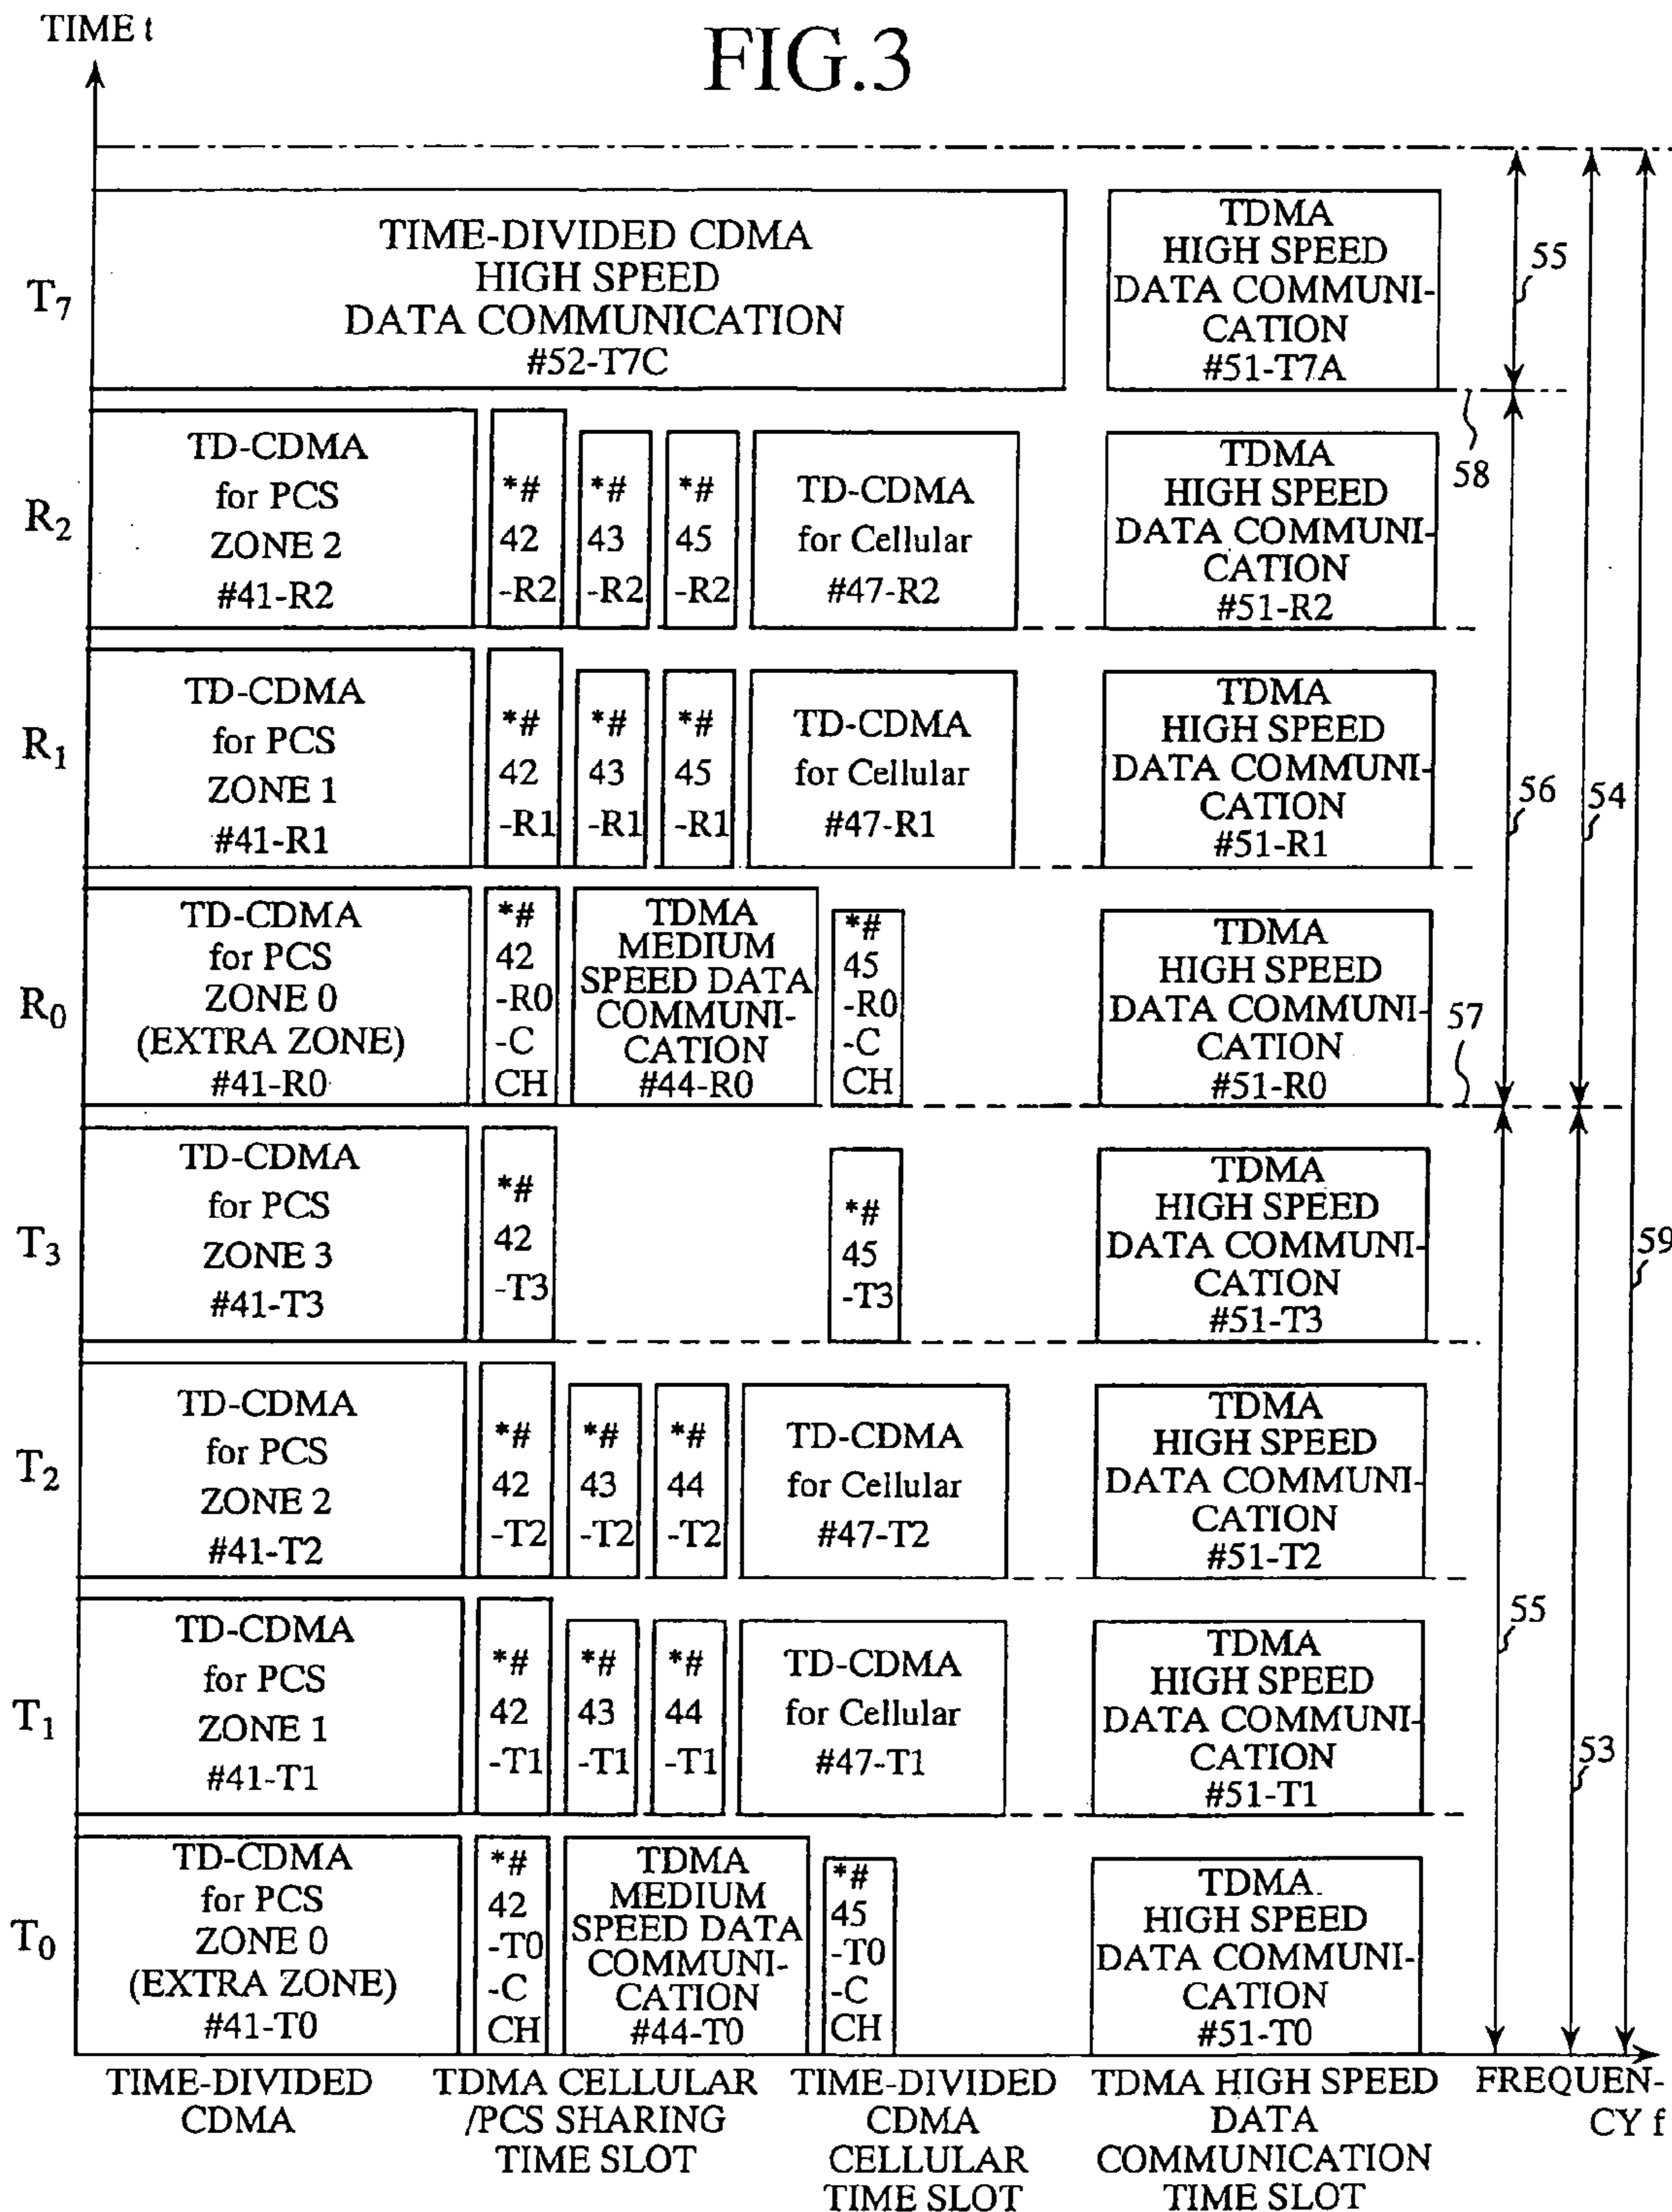 FIG.3
TIME t
T7
TIME-DIVIDED CDMA
HIGH SPEED
DATA COMMUNICATION
#52-T7C
TDMA
HIGH SPEED
DATA COMMUNI-
CATION
#51-T7A
55
58
R2
TD-CDMA
for PCS
ZONE 2
#41-R2
*#
42
-R2
*#
43
-R2
*#
45
-R2
TD-CDMA
for Cellular
#47-R2
TDMA
HIGH SPEED
DATA COMMUNI-
CATION
#51-R2
R1
TD-CDMA
for PCS
ZONE 1
#41-R1
*#
42
-R1
*#
43
-R1
*#
45
-R1
TD-CDMA
for Cellular
#47-R1
TDMA
HIGH SPEED
DATA COMMUNI-
CATION
#51-R1
56
54
R0
TD-CDMA
for PCS
ZONE 0
(EXTRA ZONE)
#41-R0
*#
42
-R0
-C
CH
TDMA
MEDIUM
SPEED DATA
COMMUNI-
CATION
#44-R0
*#
45
-R0
-C
CH
TDMA
HIGH SPEED
DATA COMMUNI-
CATION
#51-R0
57
T3
TD-CDMA
for PCS
ZONE 3
#41-T3
*#
42
-T3
*#
45
-T3
TDMA
HIGH SPEED
DATA COMMUNI-
CATION
#51-T3
59
T2
TD-CDMA
for PCS
ZONE 2
#41-T2
*#
42
-T2
*#
43
-T2
*#
44
-T2
TD-CDMA
for Cellular
#47-T2
TDMA
HIGH SPEED
DATA COMMUNI-
CATION
#51-T2
T1
TD-CDMA
for PCS
ZONE 1
#41-T1
*#
42
-T1
*#
43
-T1
*#
44
-T1
TD-CDMA
for Cellular
#47-T1
TDMA
HIGH SPEED
DATA COMMUNI-
CATION
#51-T1
55
53
T0
TD-CDMA
for PCS
ZONE 0
(EXTRA ZONE)
#41-T0
*#
42
-T0
-C
CH
TDMA
MEDIUM
SPEED DATA
COMMUNI-
CATION
#44-T0
*#
45
-T0
-C
CH
TDMA
HIGH SPEED
DATA COMMUNI-
CATION
#51-T0
TIME-DIVIDED
CDMA
TDMA CELLULAR
/PCS SHARING
TIME SLOT
TIME-DIVIDED
CDMA
CELLULAR
TIME SLOT
TDMA HIGH SPEED
DATA
COMMUNICATION
TIME SLOT
FREQUEN-
CY f